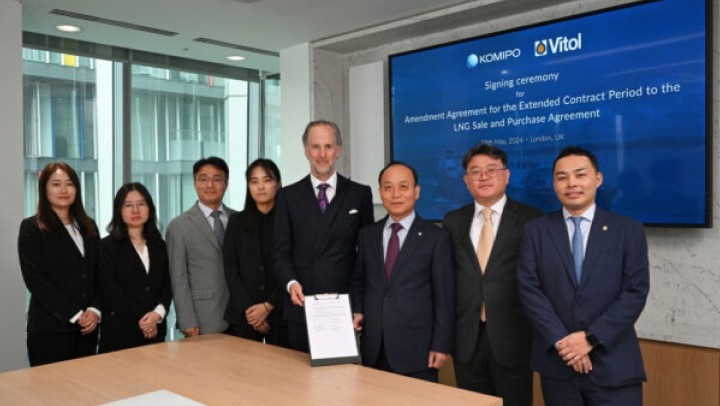 KOMIPO Vitol
Signing ceremony
for
Amendment Agreement for the Extended Contract Period to the
LNG Sale and Purchase Agreement
May, 2024 – London, UK